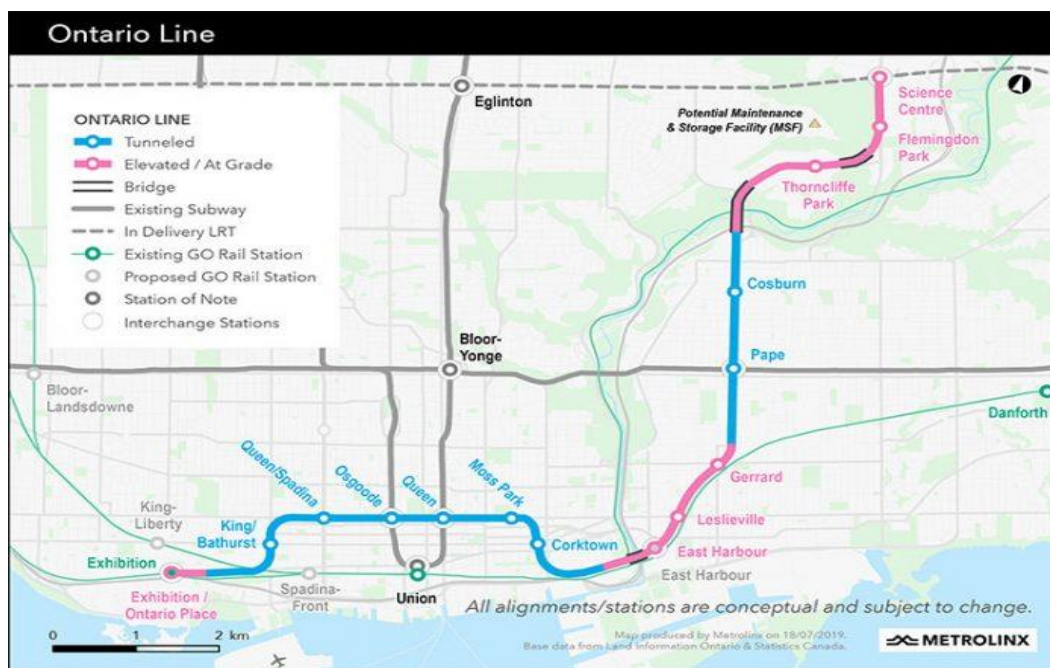 Ontario Line
ONTARIO LINE
Tunneled
Elevated / At Grade
Bridge
Existing Subway
In Delivery LRT
Existing GO Rail Station
Proposed GO Rail Station
Station of Note
Interchange Stations
Eglinton
Potential Maintenance
& Storage Facility (MSF)
Science
Centre
Flemingdon
Park
Thorncliffe
Park
Cosburn
Bloor-
Yonge
Pape
Bloor-
Landsdowne
Danforth
Queen/Spadina
Osgoode
Queen
Moss Park
Gerrard
King-
Liberty
King/
Bathurst
Leslieville
Corktown
East Harbour
Exhibition
East Harbour
Exhibition /
Ontario Place
Spadina-
Front
Union
All alignments/stations are conceptual and subject to change.
0 1 2 km
Map produced by Metrolinx on 18/07/2019.
Base data from Land Information Ontario & Statistics Canada.
METROLINX